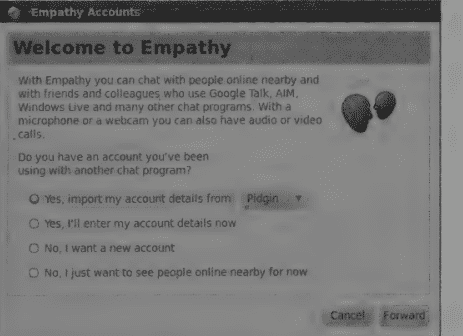 Empathy Accounts
Welcome to Empathy
With Empathy you can chat with people online nearby and
with friends and colleagues who use Google Talk, AIM,
Windows Live and many other chat programs. With a
microphone or a webcam you can also have audio or video
calls.
Do you have an account you've been
using with another chat program?
Yes, import my account details from Pidgin
Yes, I'll enter my account details now
No, I want a new account
No, I just want to see people online nearby for now
Cancel Forward